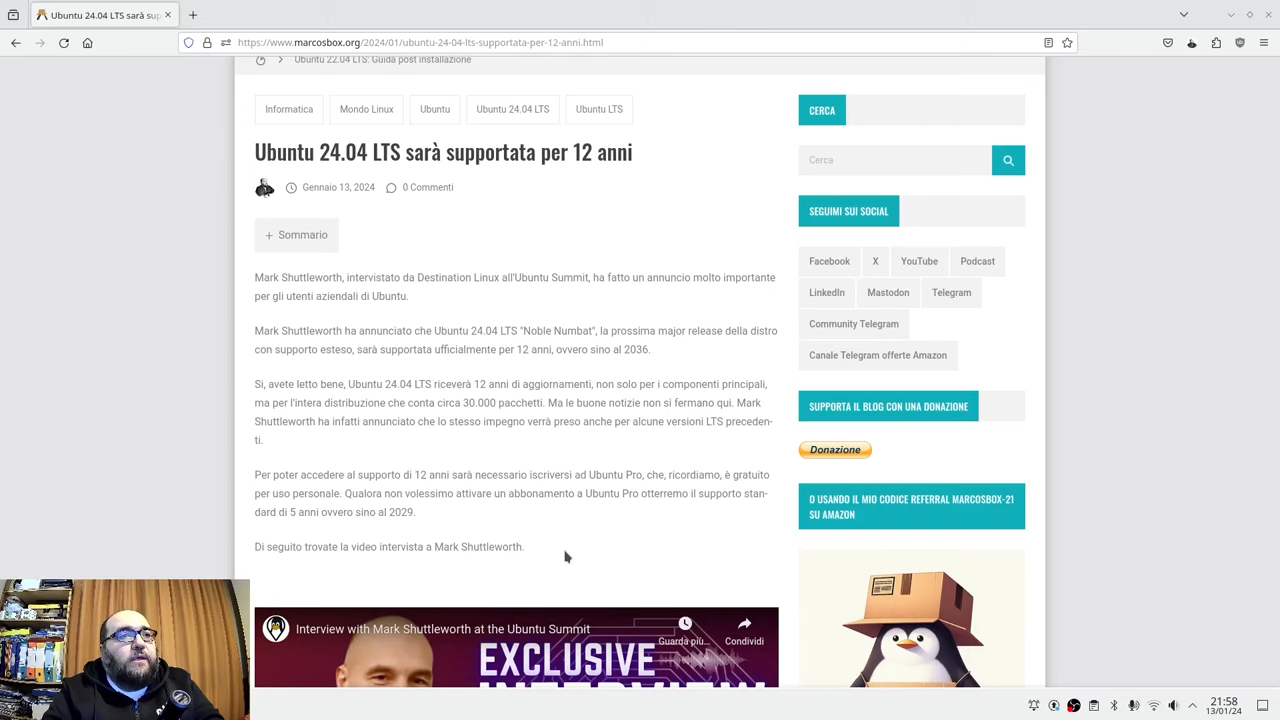 Ubuntu 24.04 LTS sarà sup
https://www.marcosbox.org/2024/01/ubuntu-24-04-lts-supportata-per-12-anni.html
Ubuntu 22.04 LTS: Guida post installazione
Informatica
Mondo Linux
Ubuntu
Ubuntu 24.04 LTS
Ubuntu LTS
Ubuntu 24.04 LTS sarà supportata per 12 anni
Gennaio 13, 2024
0 Commenti
+ Sommario
Mark Shuttleworth, intervistato da Destination Linux all'Ubuntu Summit, ha fatto un annuncio molto importante
per gli utenti aziendali di Ubuntu.
Mark Shuttleworth ha annunciato che Ubuntu 24.04 LTS "Noble Numbat", la prossima major release della distro
con supporto esteso, sarà supportata ufficialmente per 12 anni, ovvero sino al 2036.
Si, avete letto bene, Ubuntu 24.04 LTS riceverà 12 anni di aggiornamenti, non solo per i componenti principali,
ma per l'intera distribuzione che conta circa 30.000 pacchetti. Ma le buone notizie non si fermano qui. Mark
Shuttleworth ha infatti annunciato che lo stesso impegno verrà preso anche per alcune versioni LTS preceden-
ti.
Per poter accedere al supporto di 12 anni sarà necessario iscriversi ad Ubuntu Pro, che, ricordiamo, è gratuito
per uso personale. Qualora non volessimo attivare un abbonamento a Ubuntu Pro otterremo il supporto stan-
dard di 5 anni ovvero sino al 2029.
Di seguito trovate la video intervista a Mark Shuttleworth.
Interview with Mark Shuttleworth at the Ubuntu Summit
Guarda più...
Condividi
EXCLUSIVE
INTERVIEW
CERCA
Cerca
SEGUIMI SUI SOCIAL
Facebook
X
YouTube
Podcast
LinkedIn
Mastodon
Telegram
Community Telegram
Canale Telegram offerte Amazon
SUPPORTA IL BLOG CON UNA DONAZIONE
Donazione
O USANDO IL MIO CODICE REFERRAL MARCOSBOX-21
SU AMAZON
21:58
13/01/24